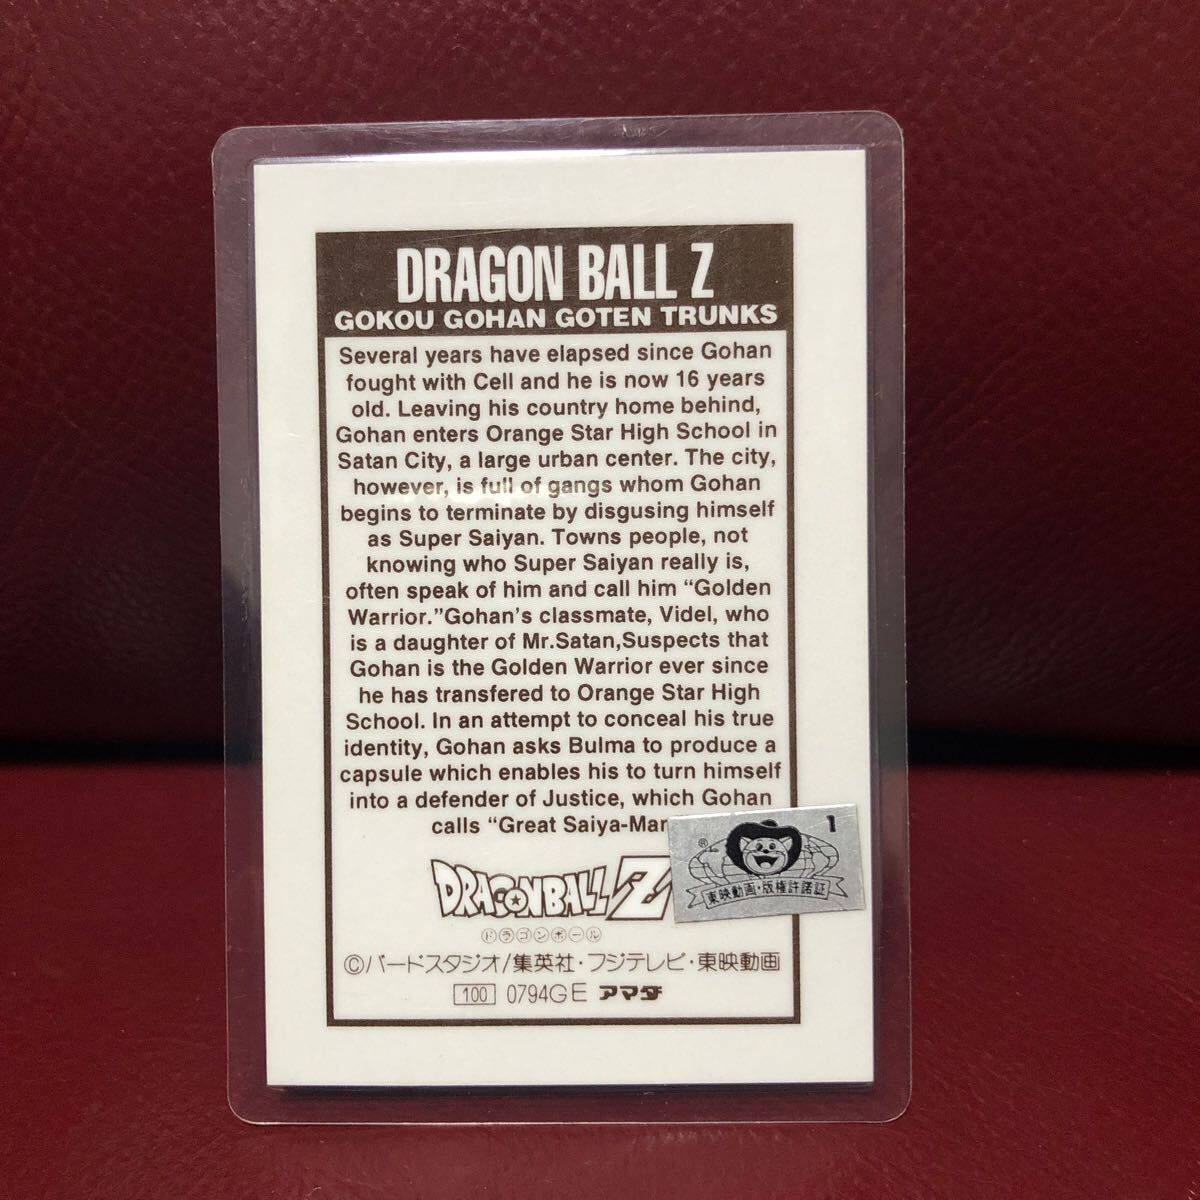 DRAGON BALL Z
GOKOU GOHAN GOTEN TRUNKS
Several years have elapsed since Gohan
fought with Cell and he is now 16 years
old. Leaving his country home behind,
Gohan enters Orange Star High School in
Satan City, a large urban center. The city,
however, is full of gangs whom Gohan
begins to terminate by disgusing himself
as Super Saiyan. Towns people, not
knowing who Super Saiyan really is,
often speak of him and call him “Golden
Warrior.”Gohan’s classmate, Videl, who
is a daughter of Mr.Satan,Suspects that
Gohan is the Golden Warrior ever since
he has transfered to Orange Star High
School. In an attempt to conceal his true
identity, Gohan asks Bulma to produce a
capsule which enables his to turn himself
into a defender of Justice, which Gohan
calls “Great Saiya-Man
® 1
東映動画・版権許諾証
DRAGONBALL Z
ドラゴンボール
©バードスタジオ/集英社・フジテレビ・東映動画
100 0794GE アマダ